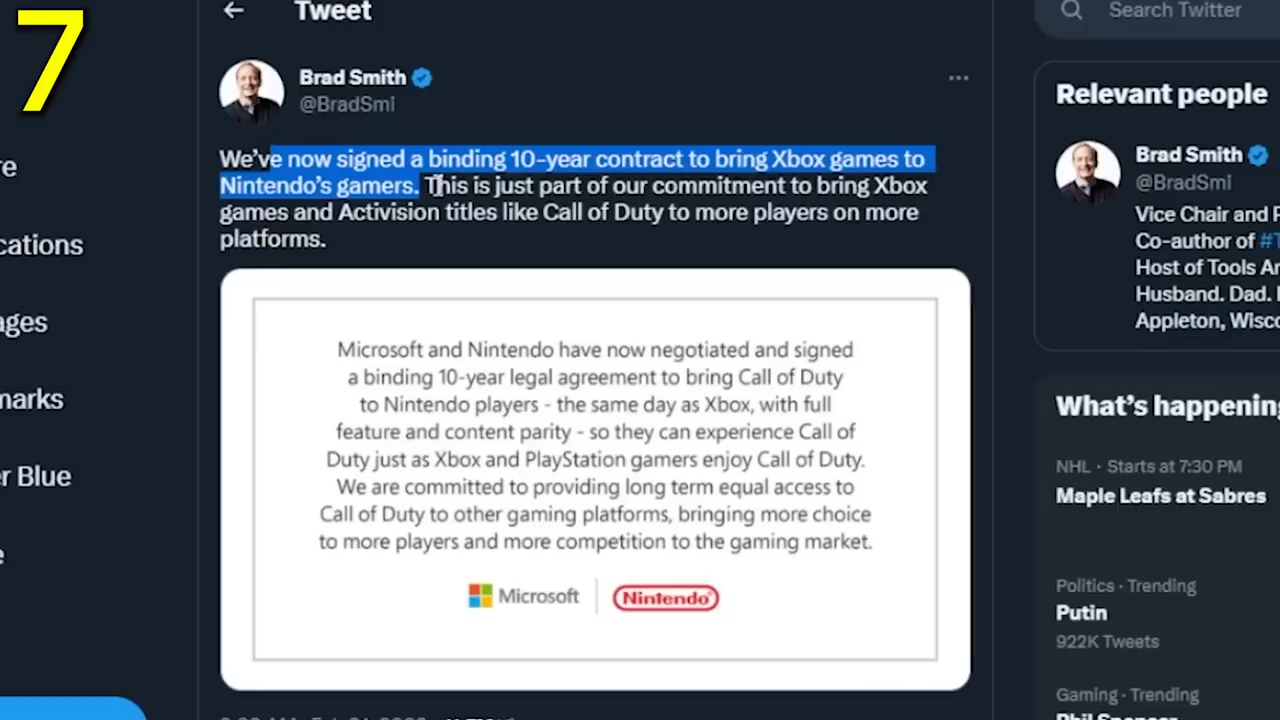 7
Tweet
Search Twitter
Brad Smith
@BradSmi
We've now signed a binding 10-year contract to bring Xbox games to
Nintendo's gamers. This is just part of our commitment to bring Xbox
games and Activision titles like Call of Duty to more players on more
platforms.
Microsoft and Nintendo have now negotiated and signed
a binding 10-year legal agreement to bring Call of Duty
to Nintendo players - the same day as Xbox, with full
feature and content parity - so they can experience Call of
Duty just as Xbox and PlayStation gamers enjoy Call of Duty.
We are committed to providing long term equal access to
Call of Duty to other gaming platforms, bringing more choice
to more players and more competition to the gaming market.
Microsoft
Nintendo
re
cations
ages
marks
er Blue
e
Relevant people
Brad Smith
@BradSmi
Vice Chair and P
Co-author of #T
Host of Tools An
Husband. Dad.
Appleton, Wisco
What's happening
NHL · Starts at 7:30 PM
Maple Leafs at Sabres
Politics · Trending
Putin
922K Tweets
Gaming · Trending
Phil Spencer